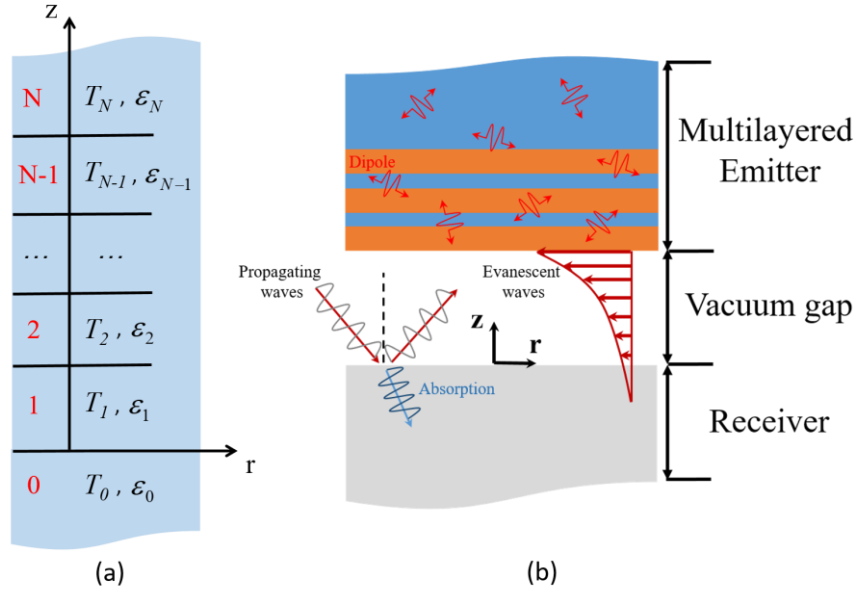 z
N
T_N , ε_N
N-1
T_{N-1} , ε_{N-1}
...
...
2
T_2 , ε_2
1
T_1 , ε_1
r
0
T_0 , ε_0
(a)
Dipole
Multilayered
Emitter
Propagating
waves
Evanescent
waves
z
r
Vacuum gap
Absorption
Receiver
(b)